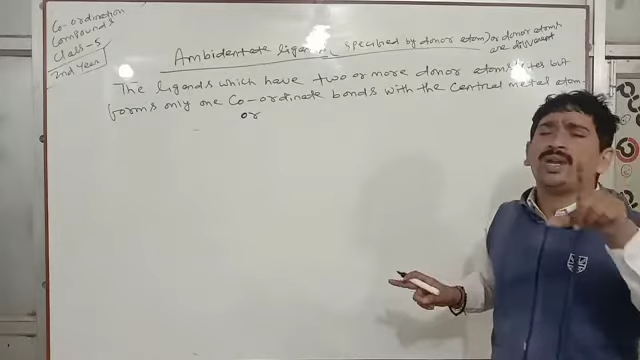 Co-ordination
Compounds
Class-5
2nd Year
Ambidentate ligan specified by donor atom) or donor atoms
are different
The ligands which have two or more donor atoms but
forms only one Co-ordinate bonds with the Central metal atom
or